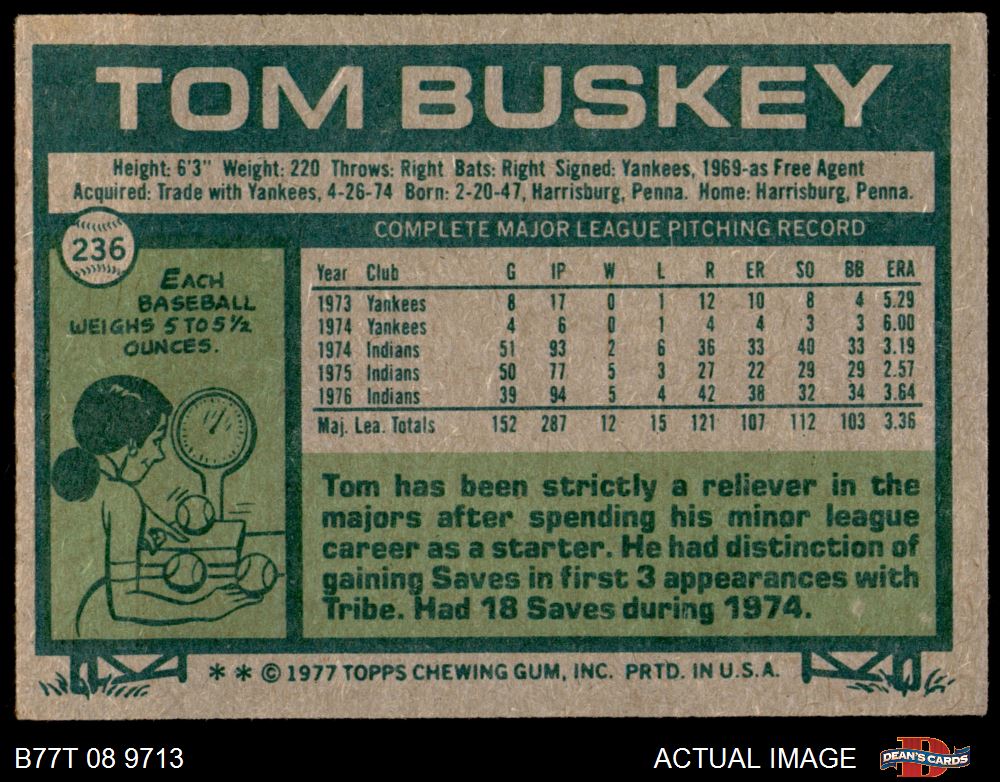 TOM BUSKEY
Height: 6'3" Weight: 220 Throws: Right Bats: Right Signed: Yankees, 1969-as Free Agent
Acquired: Trade with Yankees, 4-26-74 Born: 2-20-47, Harrisburg, Penna. Home: Harrisburg, Penna.
236
EACH
BASEBALL
WEIGHS 5 TO 5½
OUNCES.
COMPLETE MAJOR LEAGUE PITCHING RECORD
Year Club G IP W L R ER SO BB ERA
1973 Yankees 8 17 0 1 12 10 8 4 5.29
1974 Yankees 4 6 0 1 4 4 3 3 6.00
1974 Indians 51 93 2 6 36 33 40 33 3.19
1975 Indians 50 77 5 3 27 22 29 29 2.57
1976 Indians 39 94 5 4 42 38 32 34 3.64
Maj. Lea. Totals 152 287 12 15 121 107 112 103 3.36
Tom has been strictly a reliever in the
majors after spending his minor league
career as a starter. He had distinction of
gaining Saves in first 3 appearances with
Tribe. Had 18 Saves during 1974.
** © 1977 TOPPS CHEWING GUM, INC. PRTD. IN U.S.A.
B77T 08 9713
ACTUAL IMAGE
DEAN'S CARDS